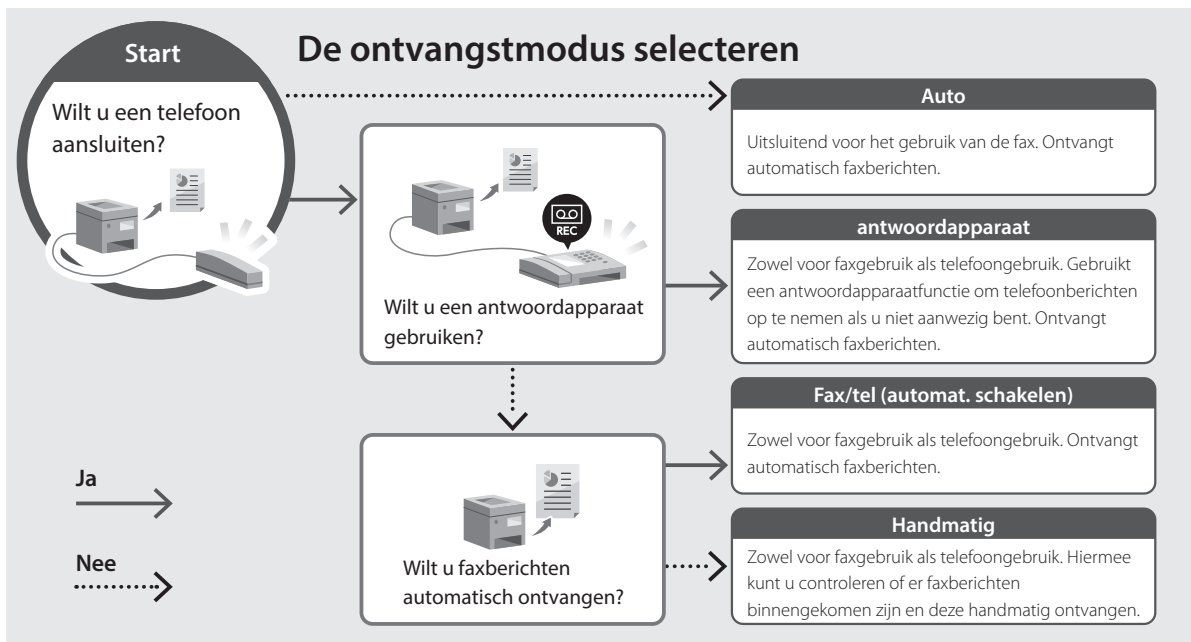 De ontvangstmodus selecteren
Start
Wilt u een telefoon
aansluiten?
REC
Wilt u een antwoordapparaat
gebruiken?
Wilt u faxberichten
automatisch ontvangen?
Auto
Uitsluitend voor het gebruik van de fax. Ontvangt
automatisch faxberichten.
antwoordapparaat
Zowel voor faxgebruik als telefoongebruik. Gebruikt
een antwoordapparaatfunctie om telefoonberichten
op te nemen als u niet aanwezig bent. Ontvangt
automatisch faxberichten.
Fax/tel (automat. schakelen)
Zowel voor faxgebruik als telefoongebruik. Ontvangt
automatisch faxberichten.
Handmatig
Zowel voor faxgebruik als telefoongebruik. Hiermee
kunt u controleren of er faxberichten
binnengekomen zijn en deze handmatig ontvangen.
Ja
Nee